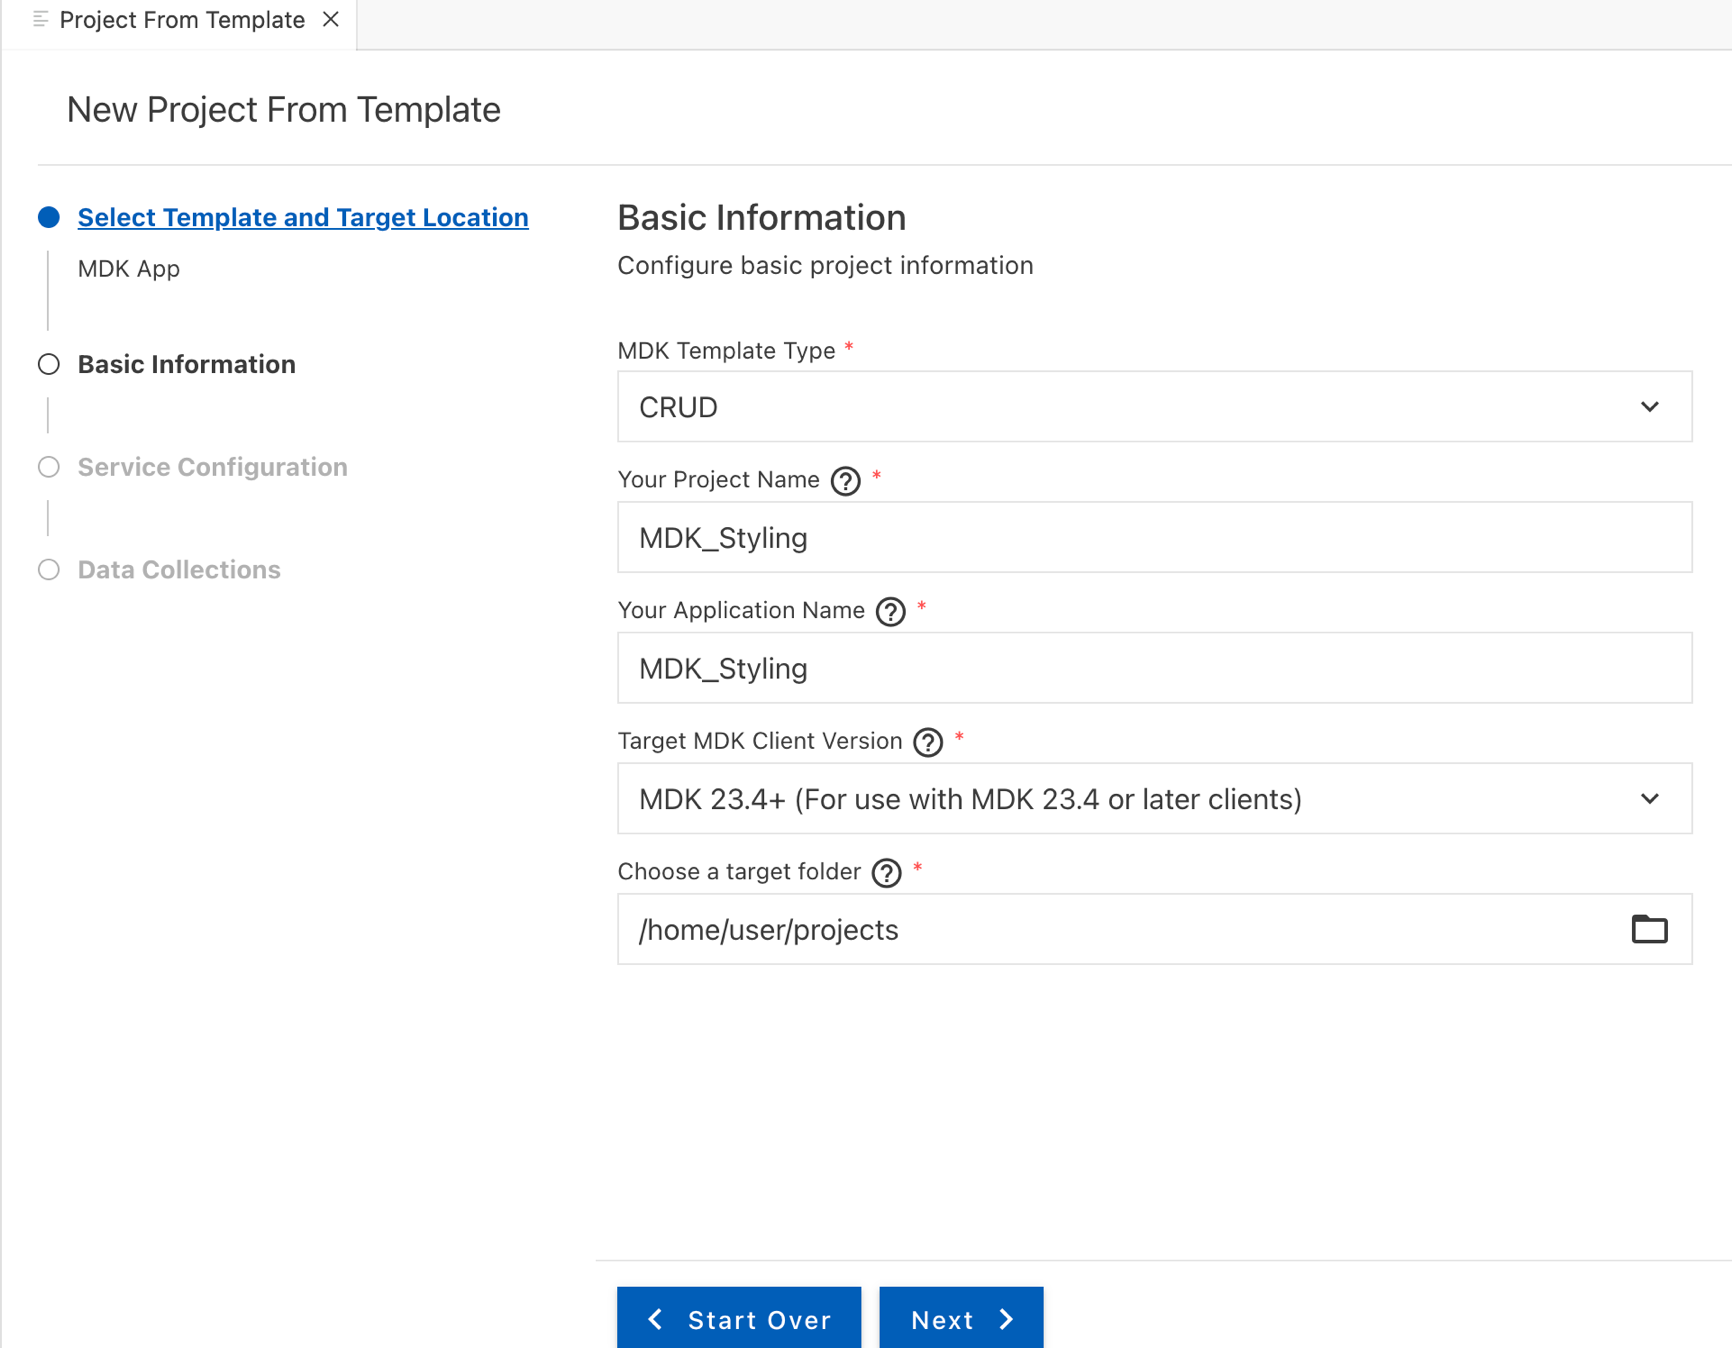 Project From Template
New Project From Template
Select Template and Target Location
MDK App
Basic Information
Service Configuration
Data Collections
Basic Information
Configure basic project information
MDK Template Type *
CRUD
Your Project Name ? *
MDK_Styling
Your Application Name ? *
MDK_Styling
Target MDK Client Version ? *
MDK 23.4+ (For use with MDK 23.4 or later clients)
Choose a target folder ? *
/home/user/projects
Start Over
Next